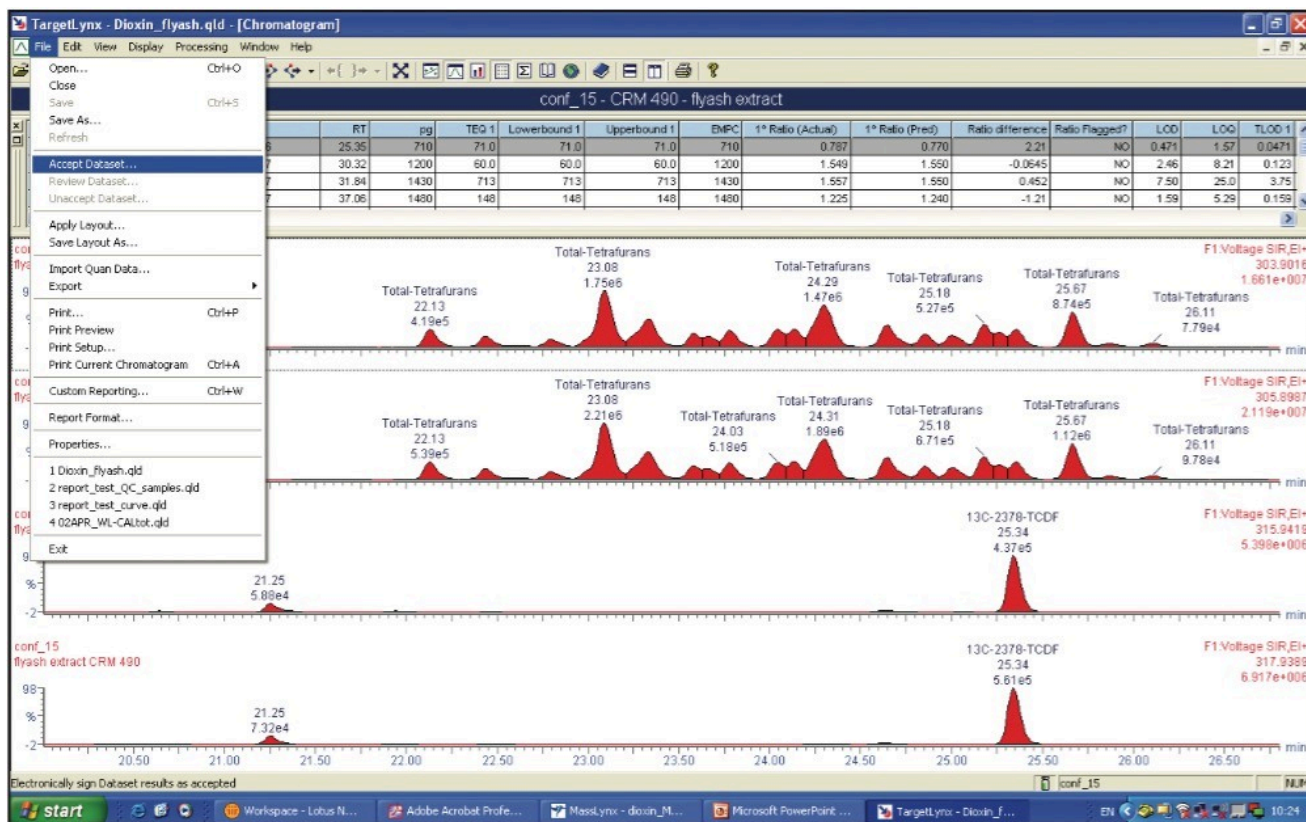 TargetLynx - Dioxin_flyash.qld - [Chromatogram]
File Edit View Display Processing Window Help
Open... Ctrl+O
Close
Save Ctrl+S
Save As...
Refresh
Accept Dataset...
Review Dataset...
Unaccept Dataset...
Apply Layout...
Save Layout As...
Import Quan Data...
Export
Print... Ctrl+P
Print Preview
Print Setup...
Print Current Chromatogram Ctrl+A
Custom Reporting... Ctrl+W
Report Format...
Properties...
1 Dioxin_flyash.qld
2 report_test_QC_samples.qld
3 report_test_curve.qld
4 02APR_WL-CALtot.qld
Exit
conf_15 - CRM 490 - flyash extract
RT pg TEQ 1 Lowerbound 1 Upperbound 1 EMPC 1° Ratio (Actual) 1° Ratio (Pred) Ratio difference Ratio Flagged? LOD LOQ TLOD 1
6 25.35 710 71.0 71.0 71.0 710 0.787 0.770 2.21 NO 0.471 1.57 0.0471
7 30.32 1200 60.0 60.0 60.0 1200 1.549 1.550 -0.0645 NO 2.46 8.21 0.123
7 31.84 1430 713 713 713 1430 1.557 1.550 0.452 NO 7.50 25.0 3.75
7 37.06 1480 148 148 148 1480 1.225 1.240 -1.21 NO 1.59 5.29 0.159
F1:Voltage SIR,EI+
303.9016
1.661e+007
Total-Tetrafurans
22.13
4.19e5
Total-Tetrafurans
23.08
1.75e6
Total-Tetrafurans
24.29
1.47e6
Total-Tetrafurans
25.18
5.27e5
Total-Tetrafurans
25.67
8.74e5
Total-Tetrafurans
26.11
7.79e4
min
F1:Voltage SIR,EI+
305.8987
2.119e+007
Total-Tetrafurans
22.13
5.39e5
Total-Tetrafurans
23.08
2.21e6
Total-Tetrafurans
24.03
5.18e5
Total-Tetrafurans
24.31
1.89e6
Total-Tetrafurans
25.18
6.71e5
Total-Tetrafurans
25.67
1.12e6
Total-Tetrafurans
26.11
9.78e4
min
F1:Voltage SIR,EI+
315.9419
5.398e+006
13C-2378-TCDF
25.34
4.37e5
21.25
5.88e4
%
-2
min
conf_15
flyash extract CRM 490
F1:Voltage SIR,EI+
317.9389
6.917e+006
13C-2378-TCDF
25.34
5.61e5
21.25
7.32e4
98
%
-2
min
20.50 21.00 21.50 22.00 22.50 23.00 23.50 24.00 24.50 25.00 25.50 26.00 26.50
Electronically sign Dataset results as accepted conf_15 NUM
start Workspace - Lotus N... Adobe Acrobat Profe... MassLynx - dioxin_M... Microsoft PowerPoint ... TargetLynx - Dioxin_f... EN 10:24